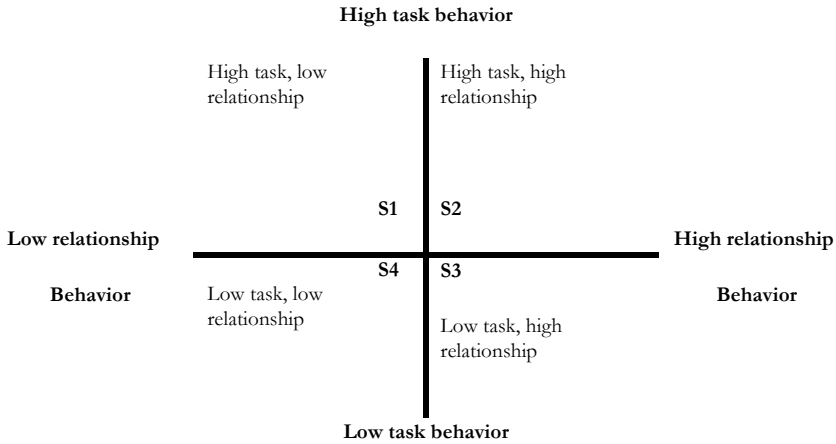 High task behavior
High task, low
relationship
High task, high
relationship
S1
S2
Low relationship
Behavior
High relationship
Behavior
S4
S3
Low task, low
relationship
Low task, high
relationship
Low task behavior